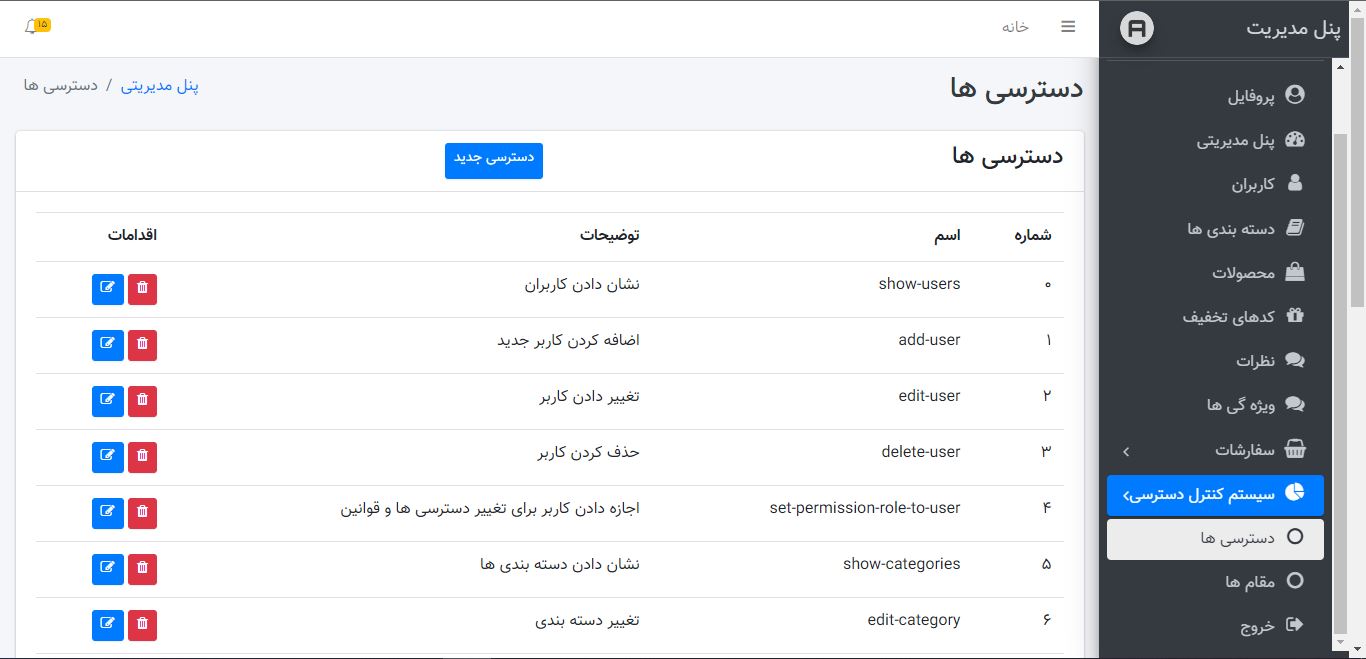 پنل مدیریت
پروفایل
پنل مدیریتی
کاربران
دسته بندی ها
محصولات
کدهای تخفیف
نظرات
ویژه گی ها
سفارشات
سیستم کنترل دسترسی
دسترسی ها
مقام ها
خروج
خانه
۱۵
دسترسی ها
پنل مدیریتی / دسترسی ها
دسترسی ها
دسترسی جدید
شماره اسم توضیحات اقدامات
۰ show-users نشان دادن کاربران
۱ add-user اضافه کردن کاربر جدید
۲ edit-user تغییر دادن کاربر
۳ delete-user حذف کردن کاربر
۴ set-permission-role-to-user اجازه دادن کاربر برای تغییر دسترسی ها و قوانین
۵ show-categories نشان دادن دسته بندی ها
۶ edit-category تغییر دسته بندی